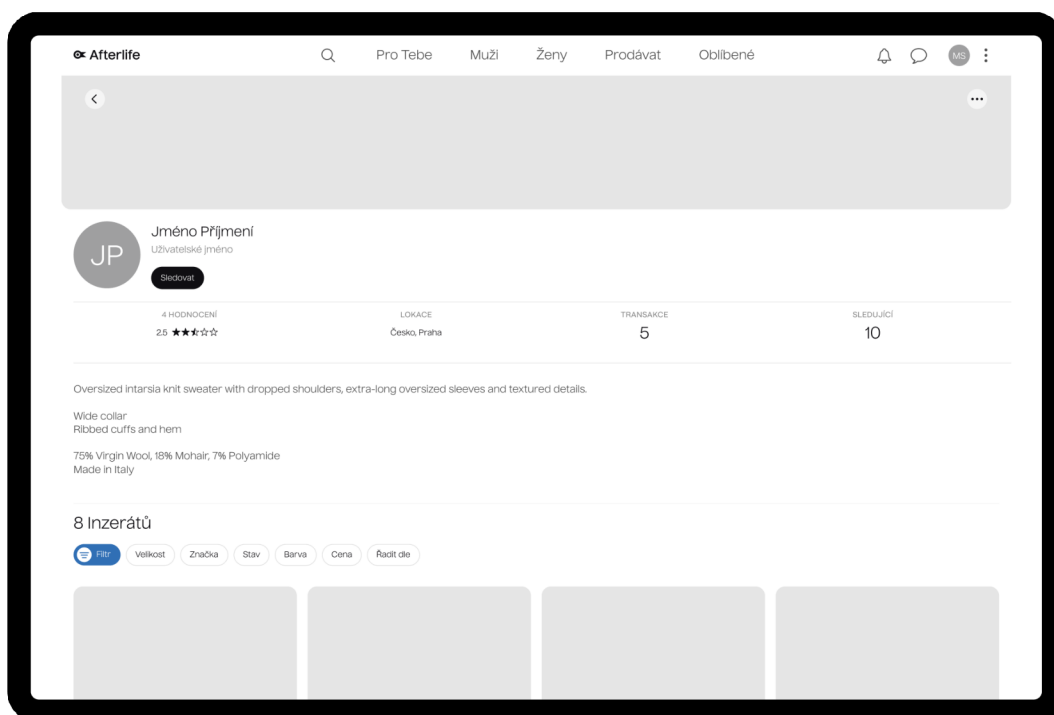 Afterlife
Pro Tebe Muži Ženy Prodávat Oblíbené
MS
JP
Jméno Příjmení
Uživatelské jméno
Sledovat
4 HODNOCENÍ LOKACE TRANSAKCE SLEDUJÍCÍ
2.5 ★★⯪☆☆ Česko, Praha 5 10
Oversized intarsia knit sweater with dropped shoulders, extra-long oversized sleeves and textured details.
Wide collar
Ribbed cuffs and hem
75% Virgin Wool, 18% Mohair, 7% Polyamide
Made in Italy
8 Inzerátů
Filtr Velikost Značka Stav Barva Cena Řadit dle